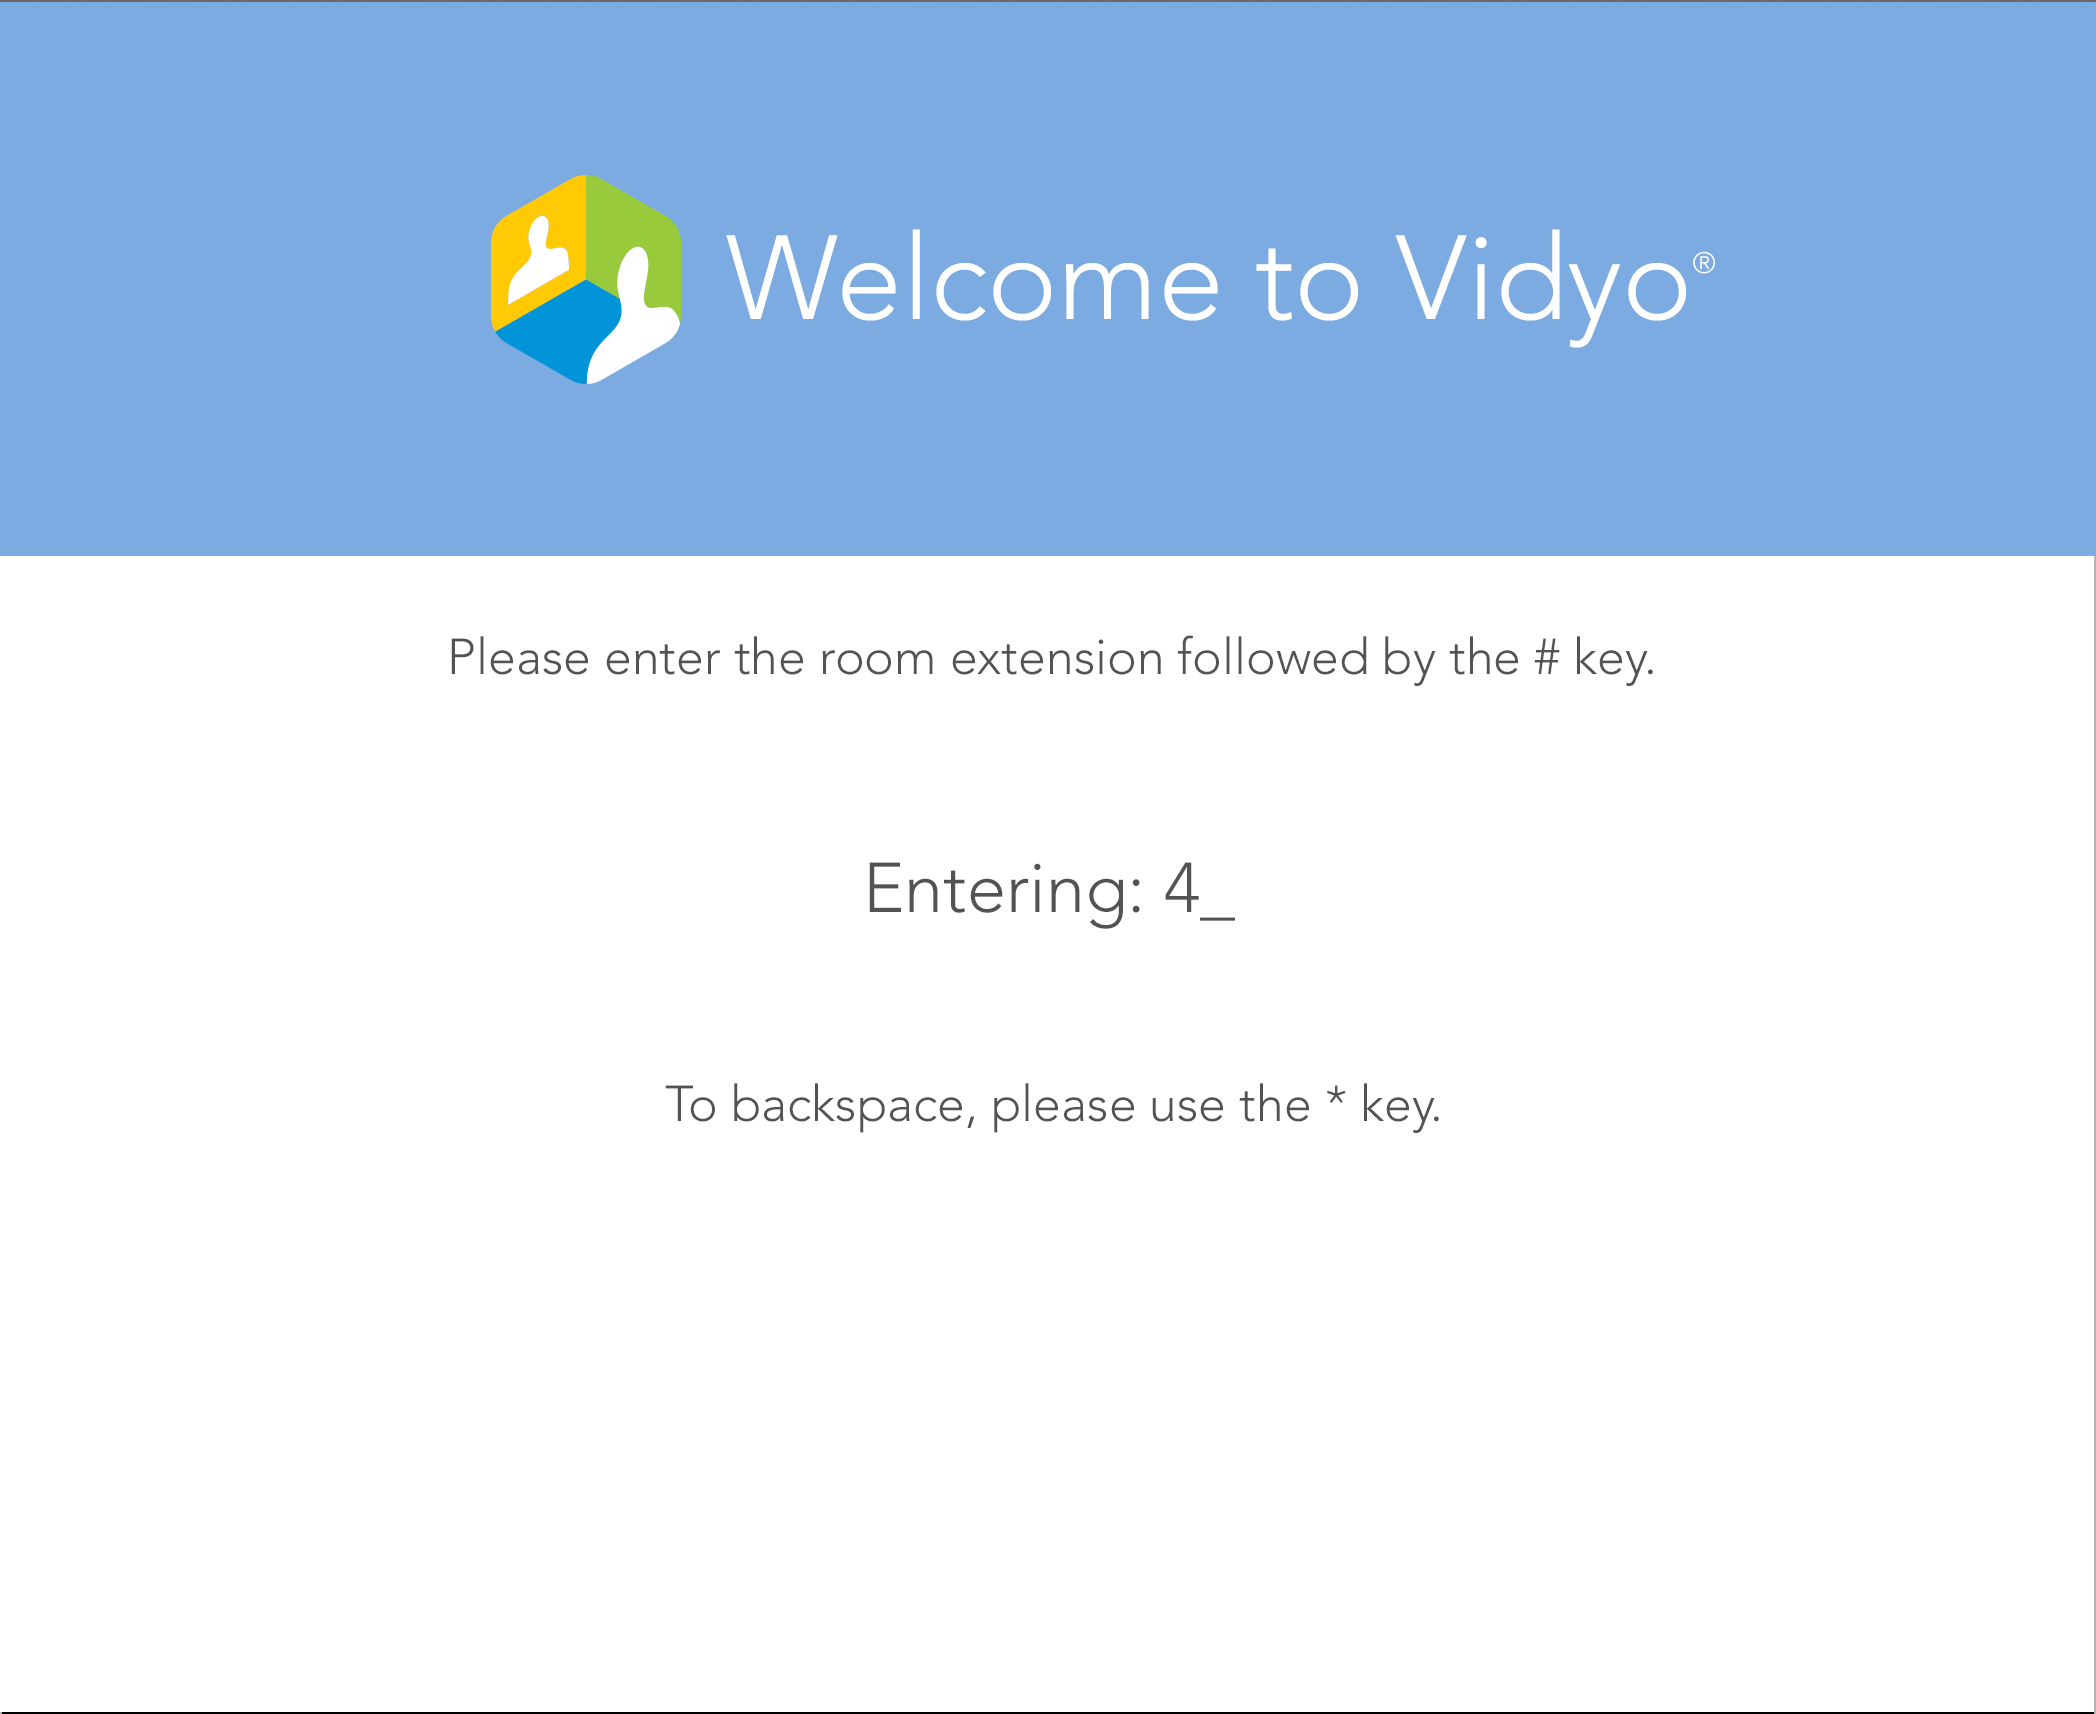 Welcome to Vidyo®
Please enter the room extension followed by the # key.
Entering: 4_
To backspace, please use the * key.